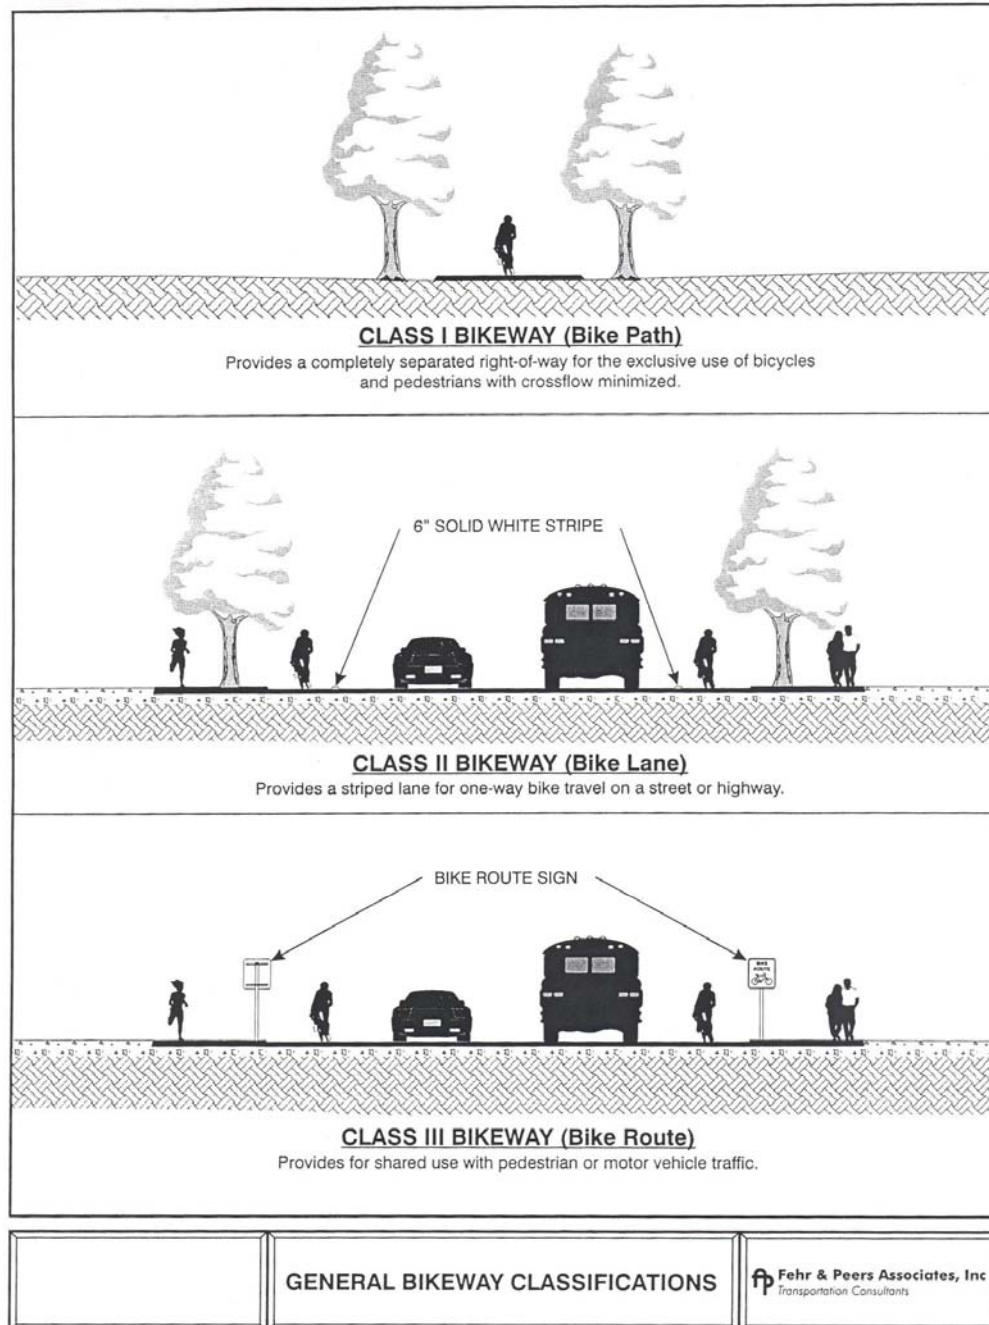 CLASS I BIKEWAY (Bike Path)
Provides a completely separated right-of-way for the exclusive use of bicycles
and pedestrians with crossflow minimized.
6" SOLID WHITE STRIPE
CLASS II BIKEWAY (Bike Lane)
Provides a striped lane for one-way bike travel on a street or highway.
BIKE ROUTE SIGN
BIKE
ROUTE
CLASS III BIKEWAY (Bike Route)
Provides for shared use with pedestrian or motor vehicle traffic.
GENERAL BIKEWAY CLASSIFICATIONS
fp Fehr & Peers Associates, Inc
Transportation Consultants